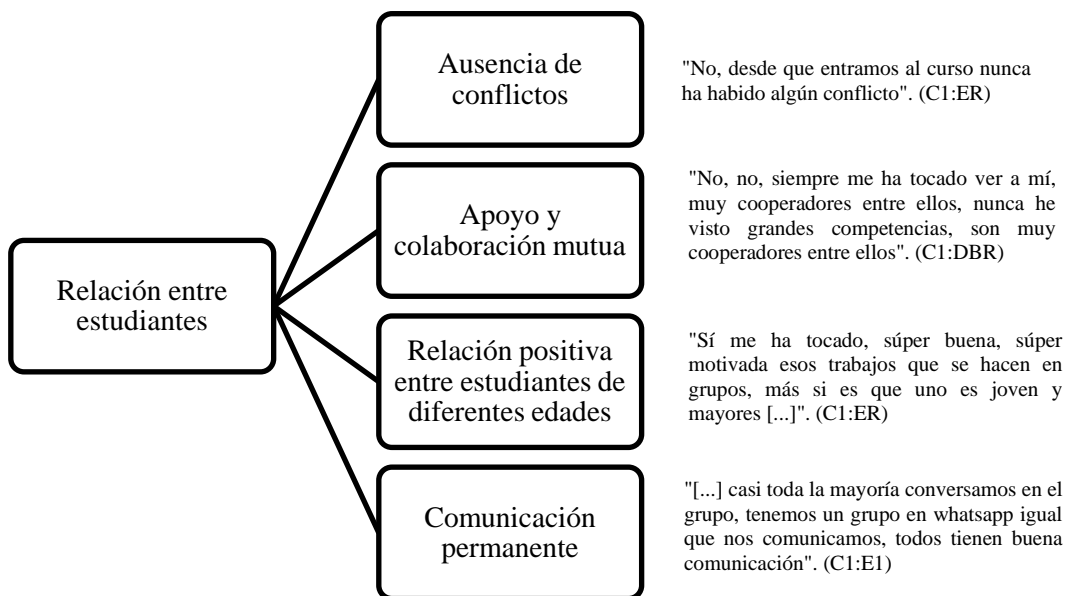 Relación entre
estudiantes
Ausencia de
conflictos
"No, desde que entramos al curso nunca
ha habido algún conflicto". (C1:ER)
Apoyo y
colaboración mutua
"No, no, siempre me ha tocado ver a mí,
muy cooperadores entre ellos, nunca he
visto grandes competencias, son muy
cooperadores entre ellos". (C1:DBR)
Relación positiva
entre estudiantes de
diferentes edades
"Sí me ha tocado, súper buena, súper
motivada esos trabajos que se hacen en
grupos, más si es que uno es joven y
mayores [...]". (C1:ER)
Comunicación
permanente
"[...] casi toda la mayoría conversamos en el
grupo, tenemos un grupo en whatsapp igual
que nos comunicamos, todos tienen buena
comunicación". (C1:E1)